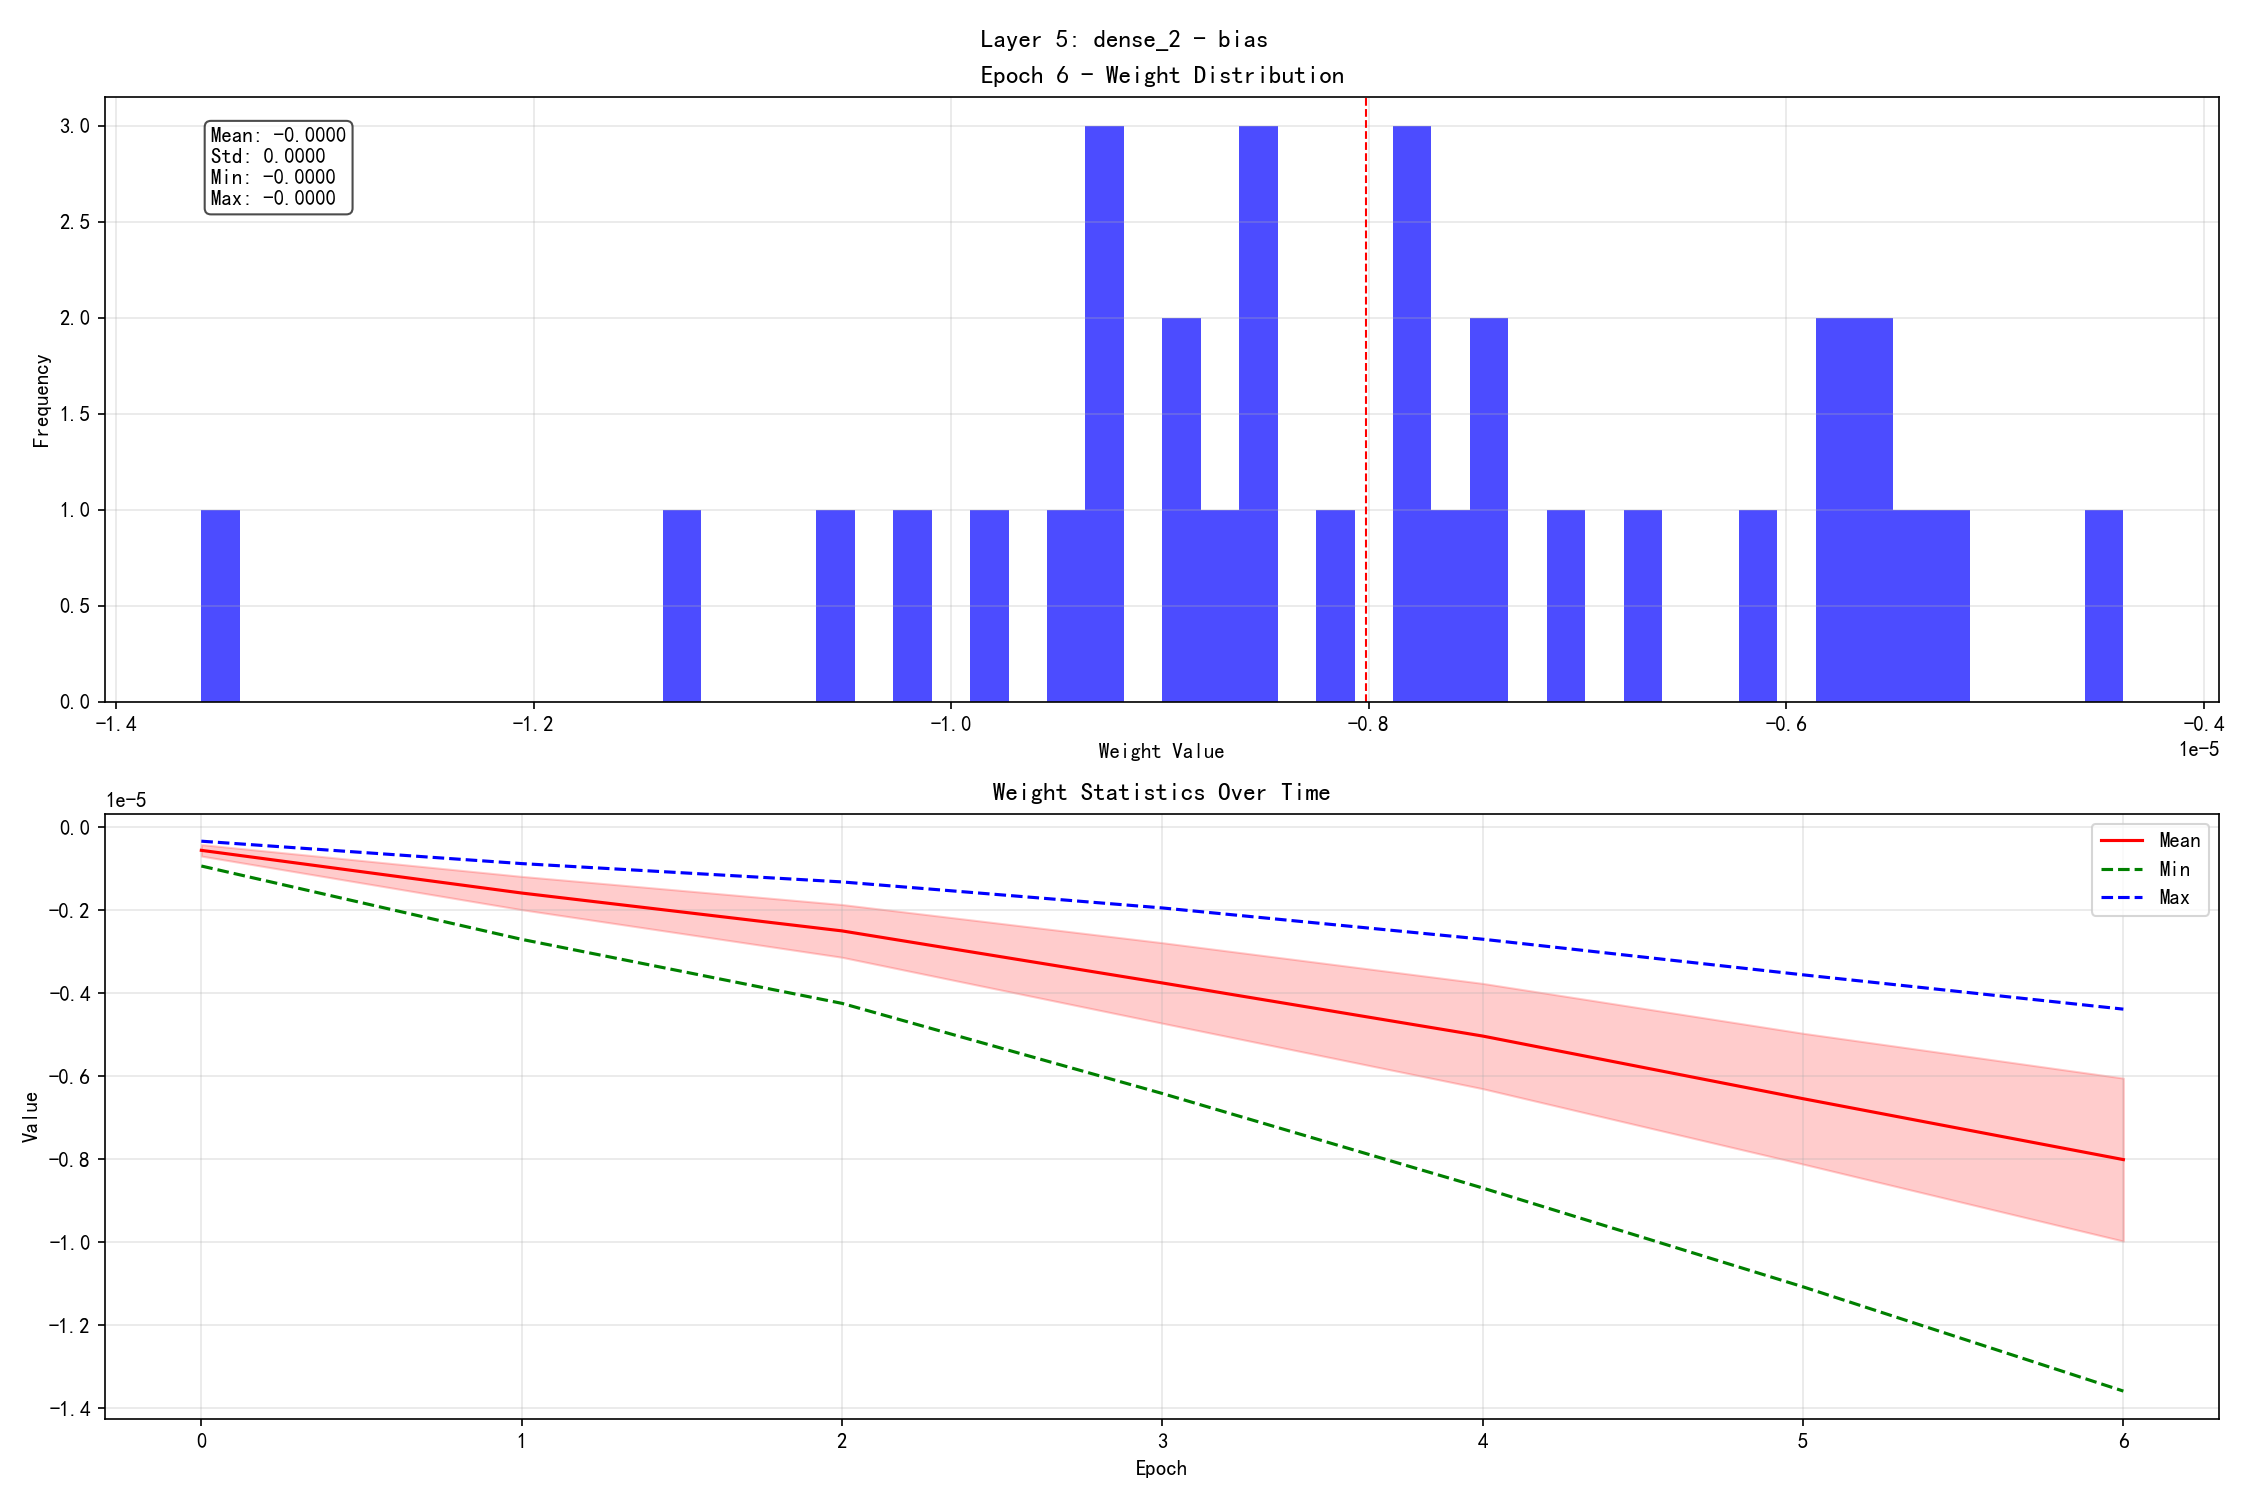 Layer 5: dense_2 - bias
Epoch 6 - Weight Distribution
Mean: -0.0000
Std: 0.0000
Min: -0.0000
Max: -0.0000
3.0
2.5
2.0
1.5
1.0
0.5
0.0
Frequency
-1.4
-1.2
-1.0
-0.8
-0.6
-0.4
1e-5
Weight Value
Weight Statistics Over Time
1e-5
0.0
-0.2
-0.4
-0.6
-0.8
-1.0
-1.2
-1.4
Value
Mean
Min
Max
0
1
2
3
4
5
6
Epoch